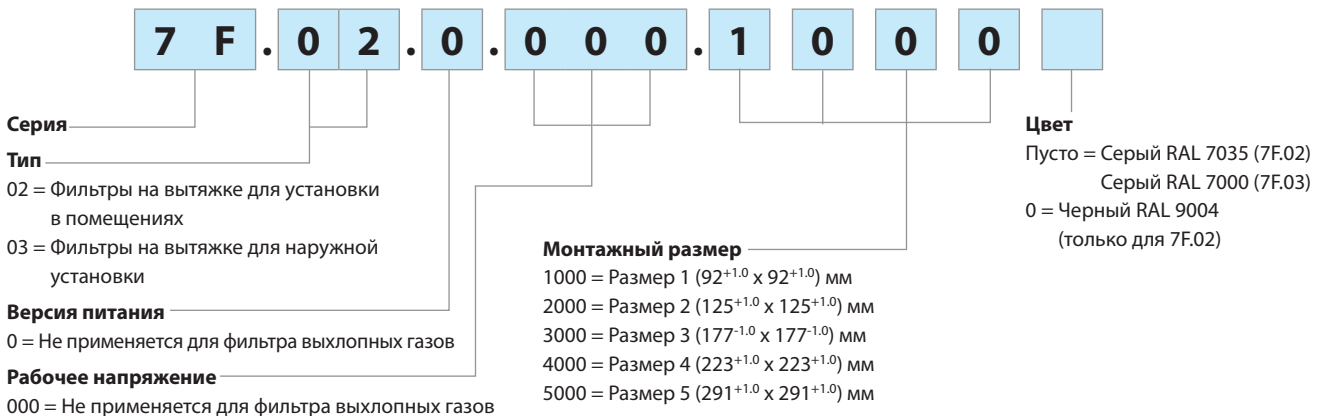 7 F . 0 2 . 0 . 0 0 0 . 1 0 0 0
Серия
Тип
02 = Фильтры на вытяжке для установки
в помещениях
03 = Фильтры на вытяжке для наружной
установки
Версия питания
0 = Не применяется для фильтра выхлопных газов
Рабочее напряжение
000 = Не применяется для фильтра выхлопных газов
Монтажный размер
1000 = Размер 1 (92⁺¹·⁰ x 92⁺¹·⁰) мм
2000 = Размер 2 (125⁺¹·⁰ x 125⁺¹·⁰) мм
3000 = Размер 3 (177⁻¹·⁰ x 177⁻¹·⁰) мм
4000 = Размер 4 (223⁺¹·⁰ x 223⁺¹·⁰) мм
5000 = Размер 5 (291⁺¹·⁰ x 291⁺¹·⁰) мм
Цвет
Пусто = Серый RAL 7035 (7F.02)
Серый RAL 7000 (7F.03)
0 = Черный RAL 9004
(только для 7F.02)